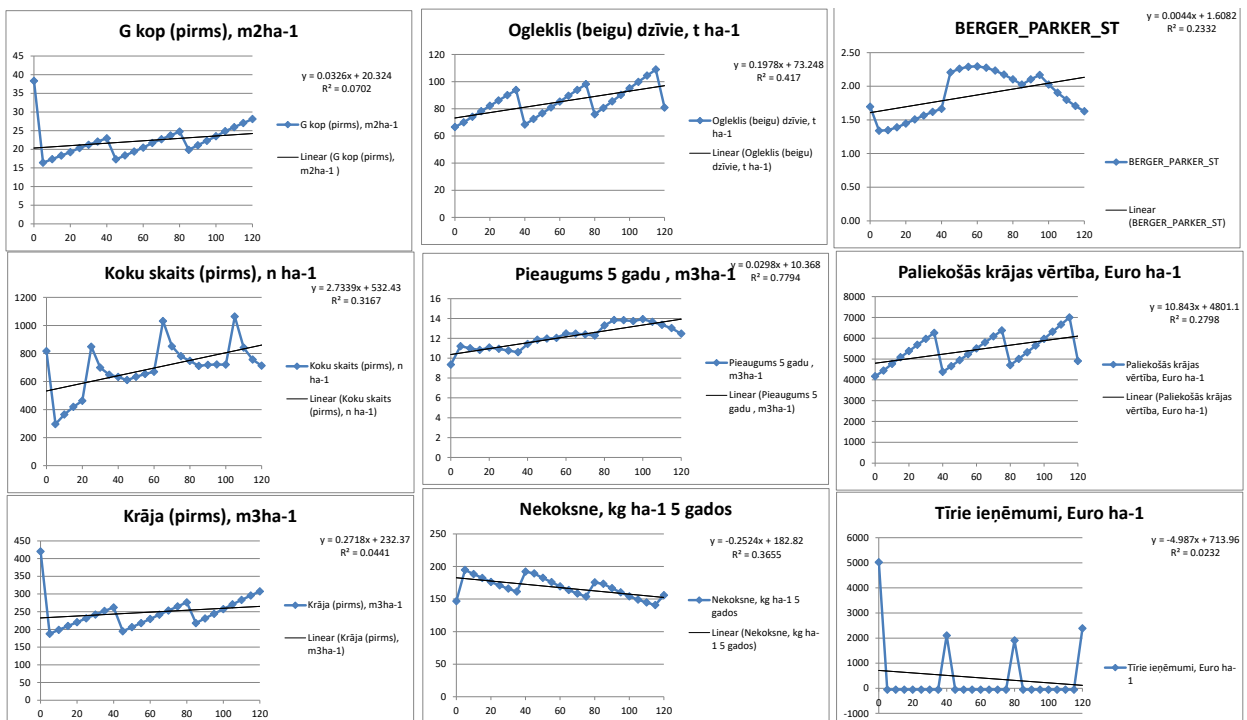 G kop (pirms), m2ha-1
y = 0.0326x + 20.324
R² = 0.0702
45
40
35
30
25
20
15
10
5
0
0 20 40 60 80 100 120
G kop (pirms), m2ha-1
Linear (G kop (pirms),
m2ha-1 )
Ogleklis (beigu) dzīvie, t ha-1
y = 0.1978x + 73.248
R² = 0.417
120
100
80
60
40
20
0
0 20 40 60 80 100 120
Ogleklis (beigu) dzīvie, t
ha-1
Linear (Ogleklis (beigu)
dzīvie, t ha-1)
BERGER_PARKER_ST
y = 0.0044x + 1.6082
R² = 0.2332
2.50
2.00
1.50
1.00
0.50
0.00
0 20 40 60 80 100 120
BERGER_PARKER_ST
Linear
(BERGER_PARKER_ST)
Koku skaits (pirms), n ha-1
y = 2.7339x + 532.43
R² = 0.3167
1200
1000
800
600
400
200
0
0 20 40 60 80 100 120
Koku skaits (pirms), n
ha-1
Linear (Koku skaits
(pirms), n ha-1)
Pieaugums 5 gadu , m3ha-1
y = 0.0298x + 10.368
R² = 0.7794
16
14
12
10
8
6
4
2
0
0 20 40 60 80 100 120
Pieaugums 5 gadu ,
m3ha-1
Linear (Pieaugums 5
gadu , m3ha-1)
Paliekošās krājas vērtība, Euro ha-1
y = 10.843x + 4801.1
R² = 0.2798
8000
7000
6000
5000
4000
3000
2000
1000
0
0 20 40 60 80 100 120
Paliekošās krājas
vērtība, Euro ha-1
Linear (Paliekošās krājas
vērtība, Euro ha-1)
Krāja (pirms), m3ha-1
y = 0.2718x + 232.37
R² = 0.0441
450
400
350
300
250
200
150
100
50
0
0 20 40 60 80 100 120
Krāja (pirms), m3ha-1
Linear (Krāja (pirms),
m3ha-1)
Nekoksne, kg ha-1 5 gados
y = -0.2524x + 182.82
R² = 0.3655
250
200
150
100
50
0
0 20 40 60 80 100 120
Nekoksne, kg ha-1 5
gados
Linear (Nekoksne, kg ha-
1 5 gados)
Tīrie ieņēmumi, Euro ha-1
y = -4.987x + 713.96
R² = 0.0232
6000
5000
4000
3000
2000
1000
0
-1000
0 20 40 60 80 100 120
Tīrie ieņēmumi, Euro ha-
1